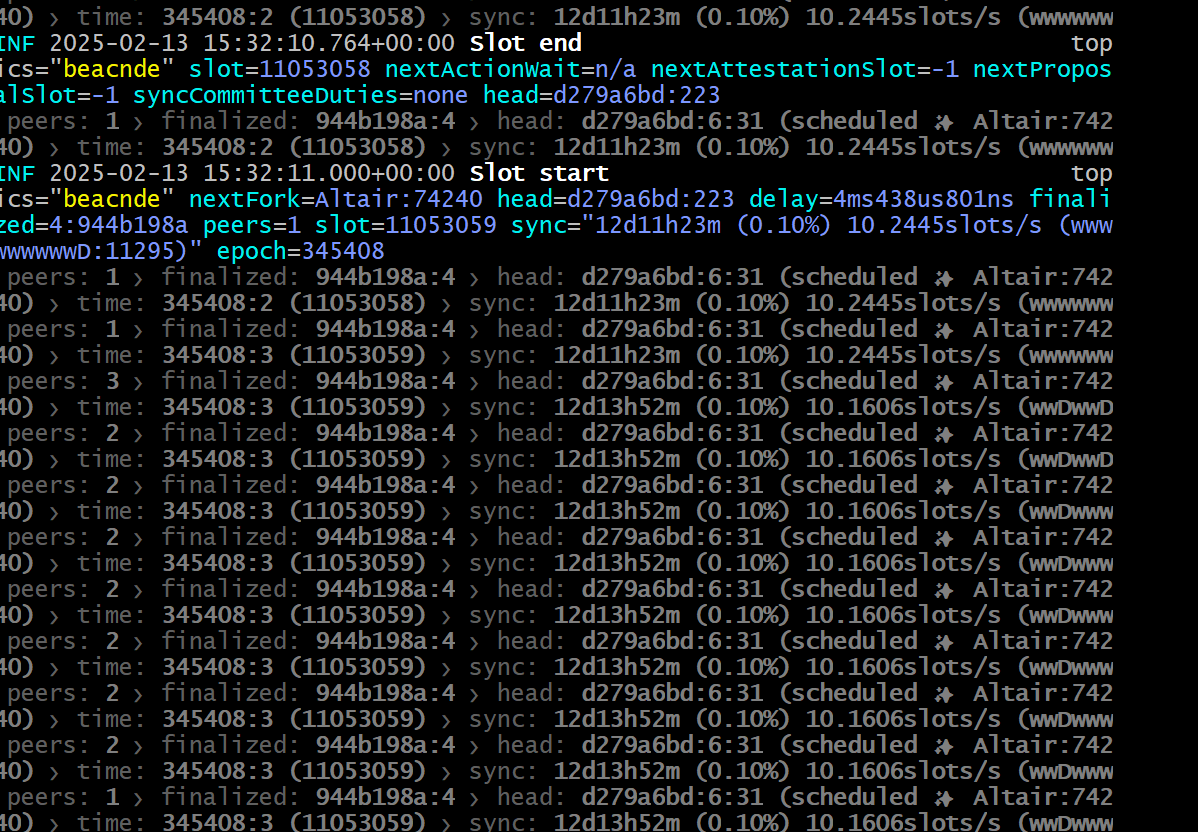 40) › time: 345408:2 (11053058) › sync: 12d11h23m (0.10%) 10.2445slots/s (wwwwww
INF 2025-02-13 15:32:10.764+00:00 Slot end top
ics="beacnde" slot=11053058 nextActionWait=n/a nextAttestationSlot=-1 nextPropos
alSlot=-1 syncCommitteeDuties=none head=d279a6bd:223
peers: 1 › finalized: 944b198a:4 › head: d279a6bd:6:31 (scheduled ✨ Altair:742
40) › time: 345408:2 (11053058) › sync: 12d11h23m (0.10%) 10.2445slots/s (wwwwww
INF 2025-02-13 15:32:11.000+00:00 Slot start top
ics="beacnde" nextFork=Altair:74240 head=d279a6bd:223 delay=4ms438us801ns finali
zed=4:944b198a peers=1 slot=11053059 sync="12d11h23m (0.10%) 10.2445slots/s (www
wwwwwwD:11295)" epoch=345408
peers: 1 › finalized: 944b198a:4 › head: d279a6bd:6:31 (scheduled ✨ Altair:742
40) › time: 345408:2 (11053058) › sync: 12d11h23m (0.10%) 10.2445slots/s (wwwwww
peers: 1 › finalized: 944b198a:4 › head: d279a6bd:6:31 (scheduled ✨ Altair:742
40) › time: 345408:3 (11053059) › sync: 12d11h23m (0.10%) 10.2445slots/s (wwwwww
peers: 3 › finalized: 944b198a:4 › head: d279a6bd:6:31 (scheduled ✨ Altair:742
40) › time: 345408:3 (11053059) › sync: 12d13h52m (0.10%) 10.1606slots/s (wwDwwD
peers: 2 › finalized: 944b198a:4 › head: d279a6bd:6:31 (scheduled ✨ Altair:742
40) › time: 345408:3 (11053059) › sync: 12d13h52m (0.10%) 10.1606slots/s (wwDwwD
peers: 2 › finalized: 944b198a:4 › head: d279a6bd:6:31 (scheduled ✨ Altair:742
40) › time: 345408:3 (11053059) › sync: 12d13h52m (0.10%) 10.1606slots/s (wwDwww
peers: 2 › finalized: 944b198a:4 › head: d279a6bd:6:31 (scheduled ✨ Altair:742
40) › time: 345408:3 (11053059) › sync: 12d13h52m (0.10%) 10.1606slots/s (wwDwww
peers: 2 › finalized: 944b198a:4 › head: d279a6bd:6:31 (scheduled ✨ Altair:742
40) › time: 345408:3 (11053059) › sync: 12d13h52m (0.10%) 10.1606slots/s (wwDwww
peers: 2 › finalized: 944b198a:4 › head: d279a6bd:6:31 (scheduled ✨ Altair:742
40) › time: 345408:3 (11053059) › sync: 12d13h52m (0.10%) 10.1606slots/s (wwDwww
peers: 2 › finalized: 944b198a:4 › head: d279a6bd:6:31 (scheduled ✨ Altair:742
40) › time: 345408:3 (11053059) › sync: 12d13h52m (0.10%) 10.1606slots/s (wwDwww
peers: 2 › finalized: 944b198a:4 › head: d279a6bd:6:31 (scheduled ✨ Altair:742
40) › time: 345408:3 (11053059) › sync: 12d13h52m (0.10%) 10.1606slots/s (wwDwww
peers: 1 › finalized: 944b198a:4 › head: d279a6bd:6:31 (scheduled ✨ Altair:742
40) › time: 345408:3 (11053059) › sync: 12d13h52m (0.10%) 10.1606slots/s (wwDwww